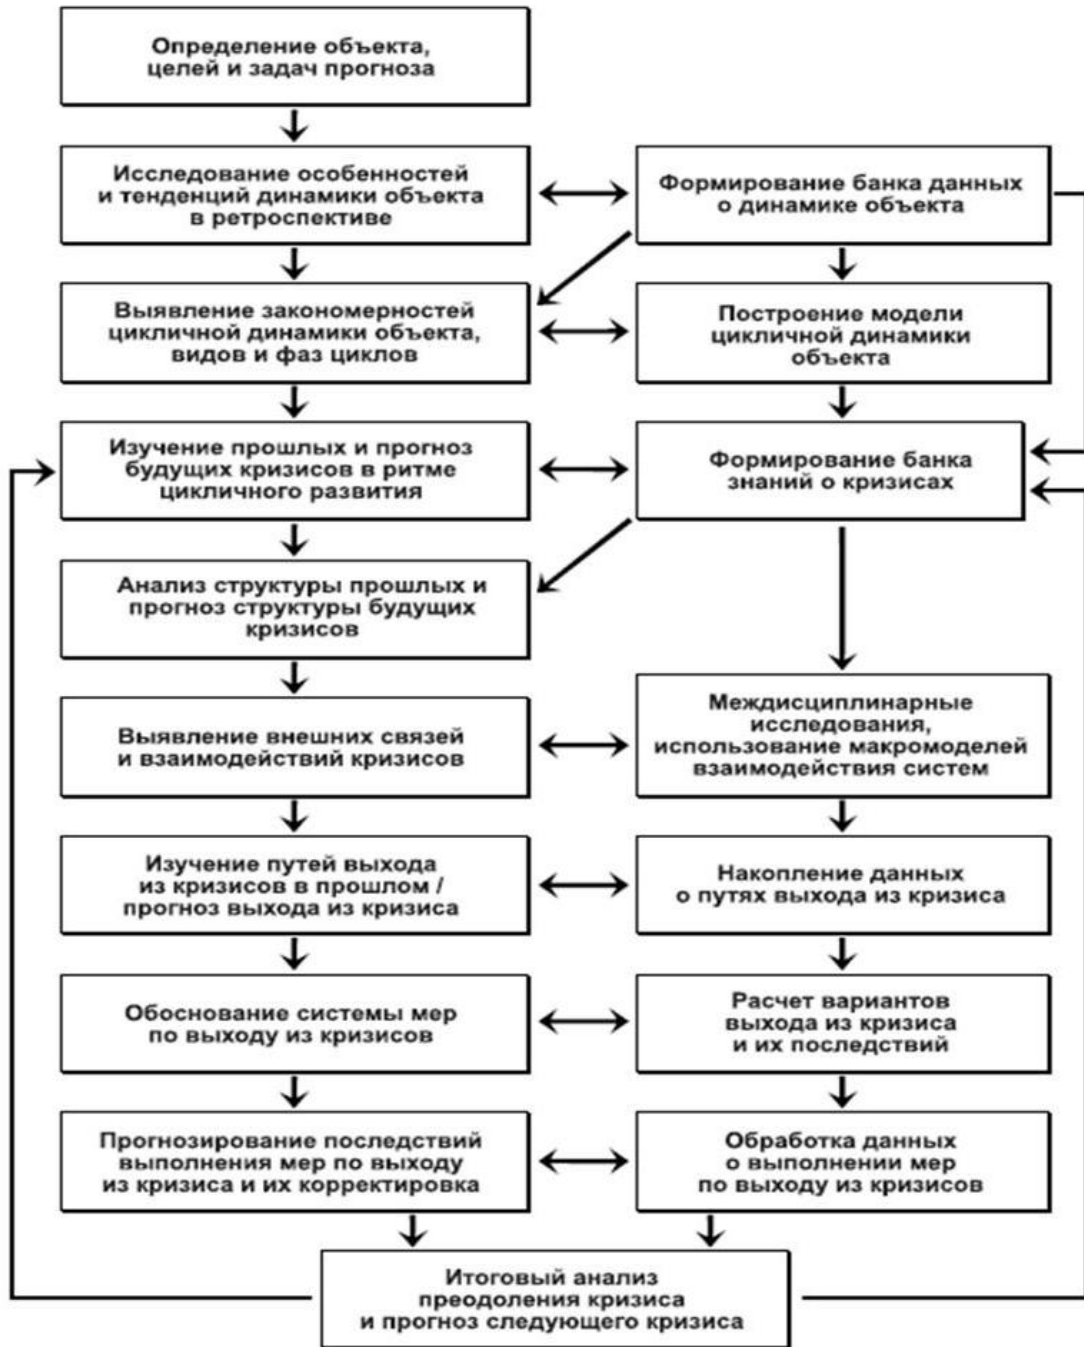 Определение объекта,
целей и задач прогноза
Исследование особенностей
и тенденций динамики объекта
в ретроспективе
Формирование банка данных
о динамике объекта
Выявление закономерностей
цикличной динамики объекта,
видов и фаз циклов
Построение модели
цикличной динамики
объекта
Изучение прошлых и прогноз
будущих кризисов в ритме
цикличного развития
Формирование банка
знаний о кризисах
Анализ структуры прошлых и
прогноз структуры будущих
кризисов
Выявление внешних связей
и взаимодействий кризисов
Междисциплинарные
исследования,
использование макромоделей
взаимодействия систем
Изучение путей выхода
из кризисов в прошлом /
прогноз выхода из кризиса
Накопление данных
о путях выхода из кризиса
Обоснование системы мер
по выходу из кризисов
Расчет вариантов
выхода из кризиса
и их последствий
Прогнозирование последствий
выполнения мер по выходу
из кризиса и их корректировка
Обработка данных
о выполнении мер
по выходу из кризисов
Итоговый анализ
преодоления кризиса
и прогноз следующего кризиса